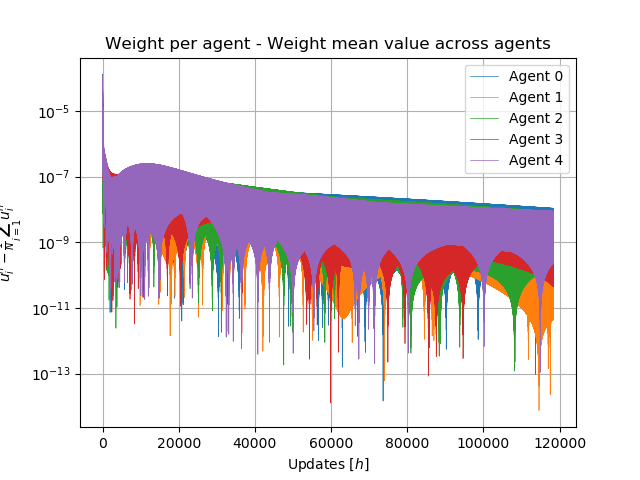 Weight per agent - Weight mean value across agents
Agent 0
Agent 1
Agent 2
Agent 3
Agent 4
10⁻⁵
10⁻⁷
10⁻⁹
10⁻¹¹
10⁻¹³
0
20000
40000
60000
80000
100000
120000
Updates [h]